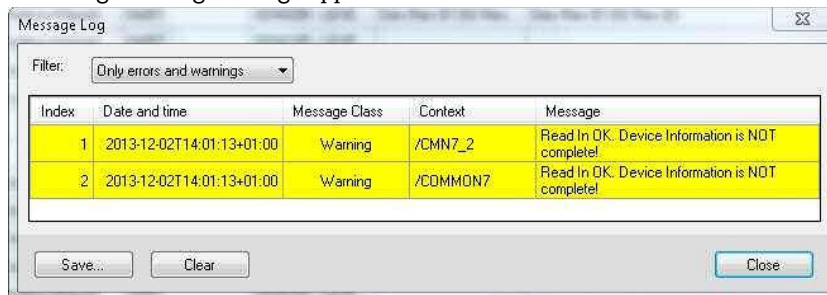 Message Log
Filter:
Only errors and warnings
Index Date and time Message Class Context Message
1 2013-12-02T14:01:13+01:00 Warning /CMN7_2 Read In OK. Device Information is NOT
complete!
2 2013-12-02T14:01:13+01:00 Warning /COMMON7 Read In OK. Device Information is NOT
complete!
Save... Clear Close